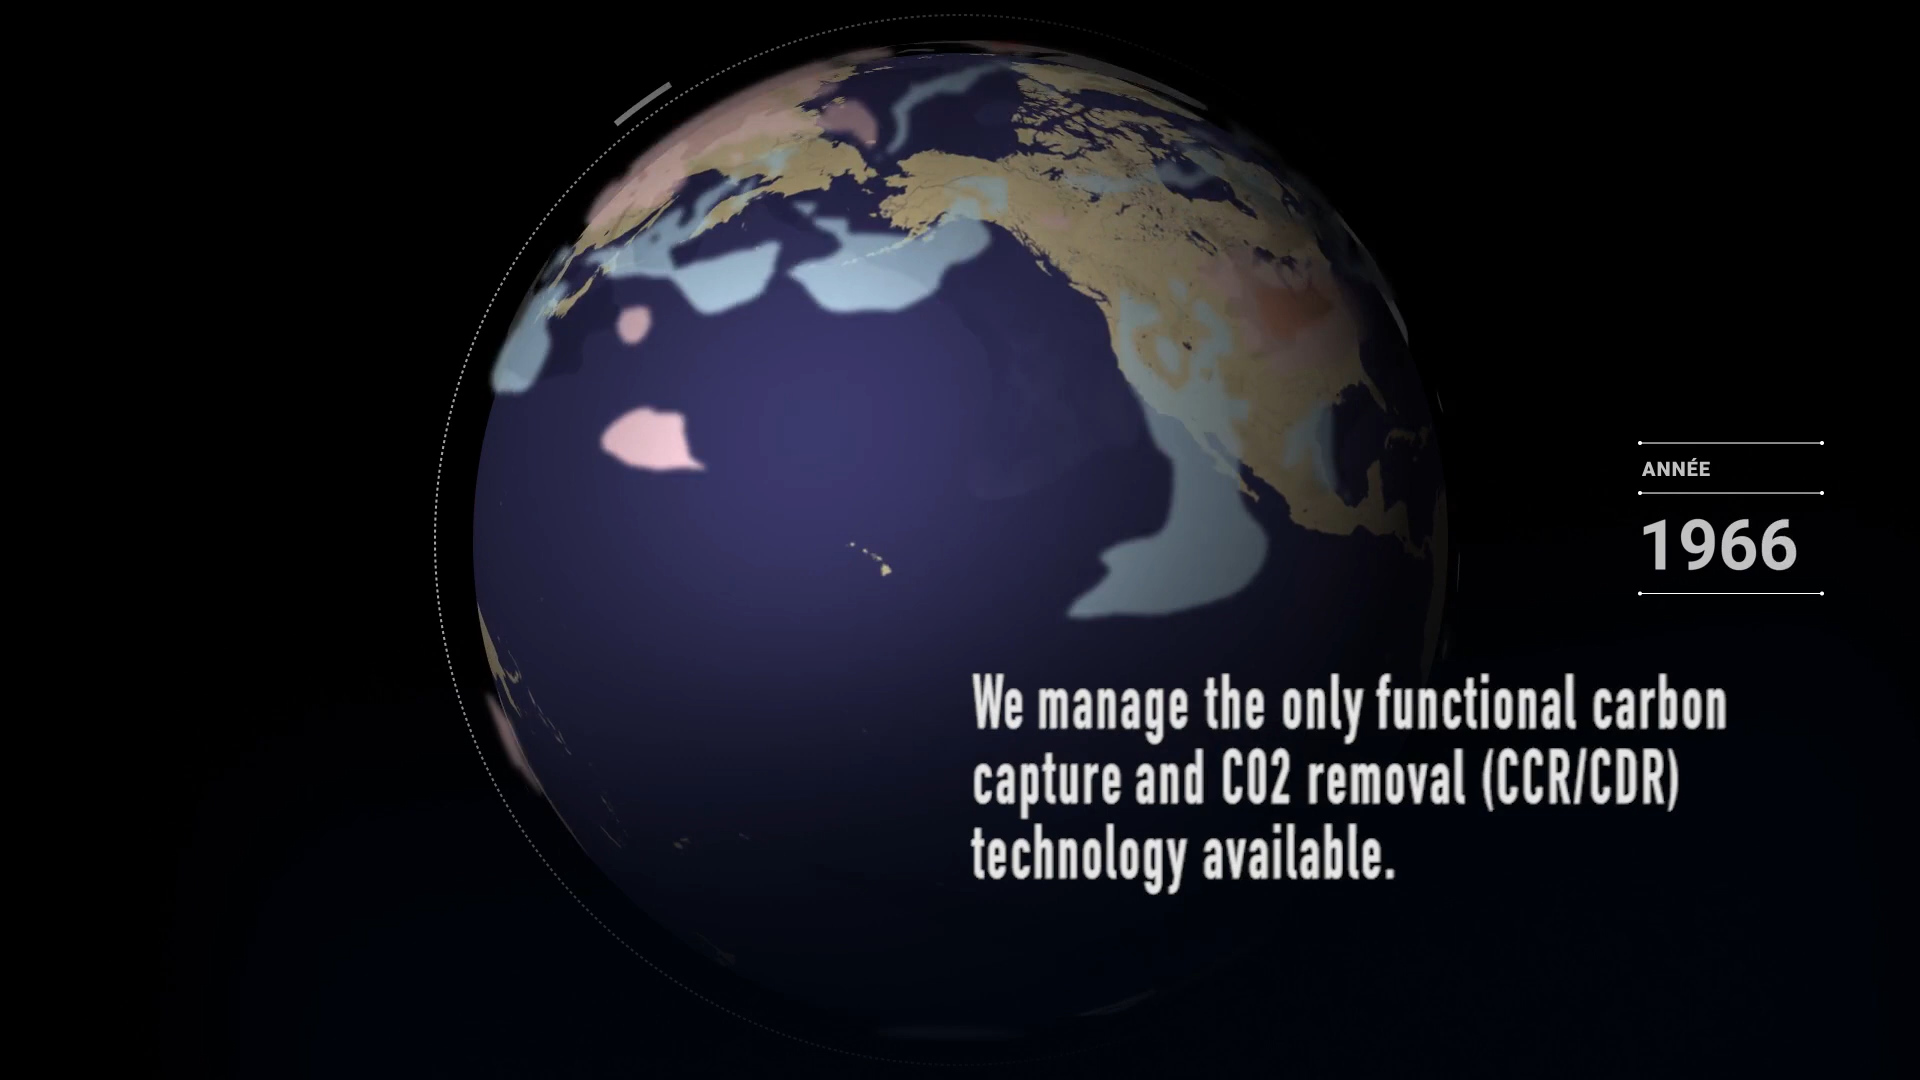 ANNÉE
1966
We manage the only functional carbon
capture and CO2 removal (CCR/CDR)
technology available.